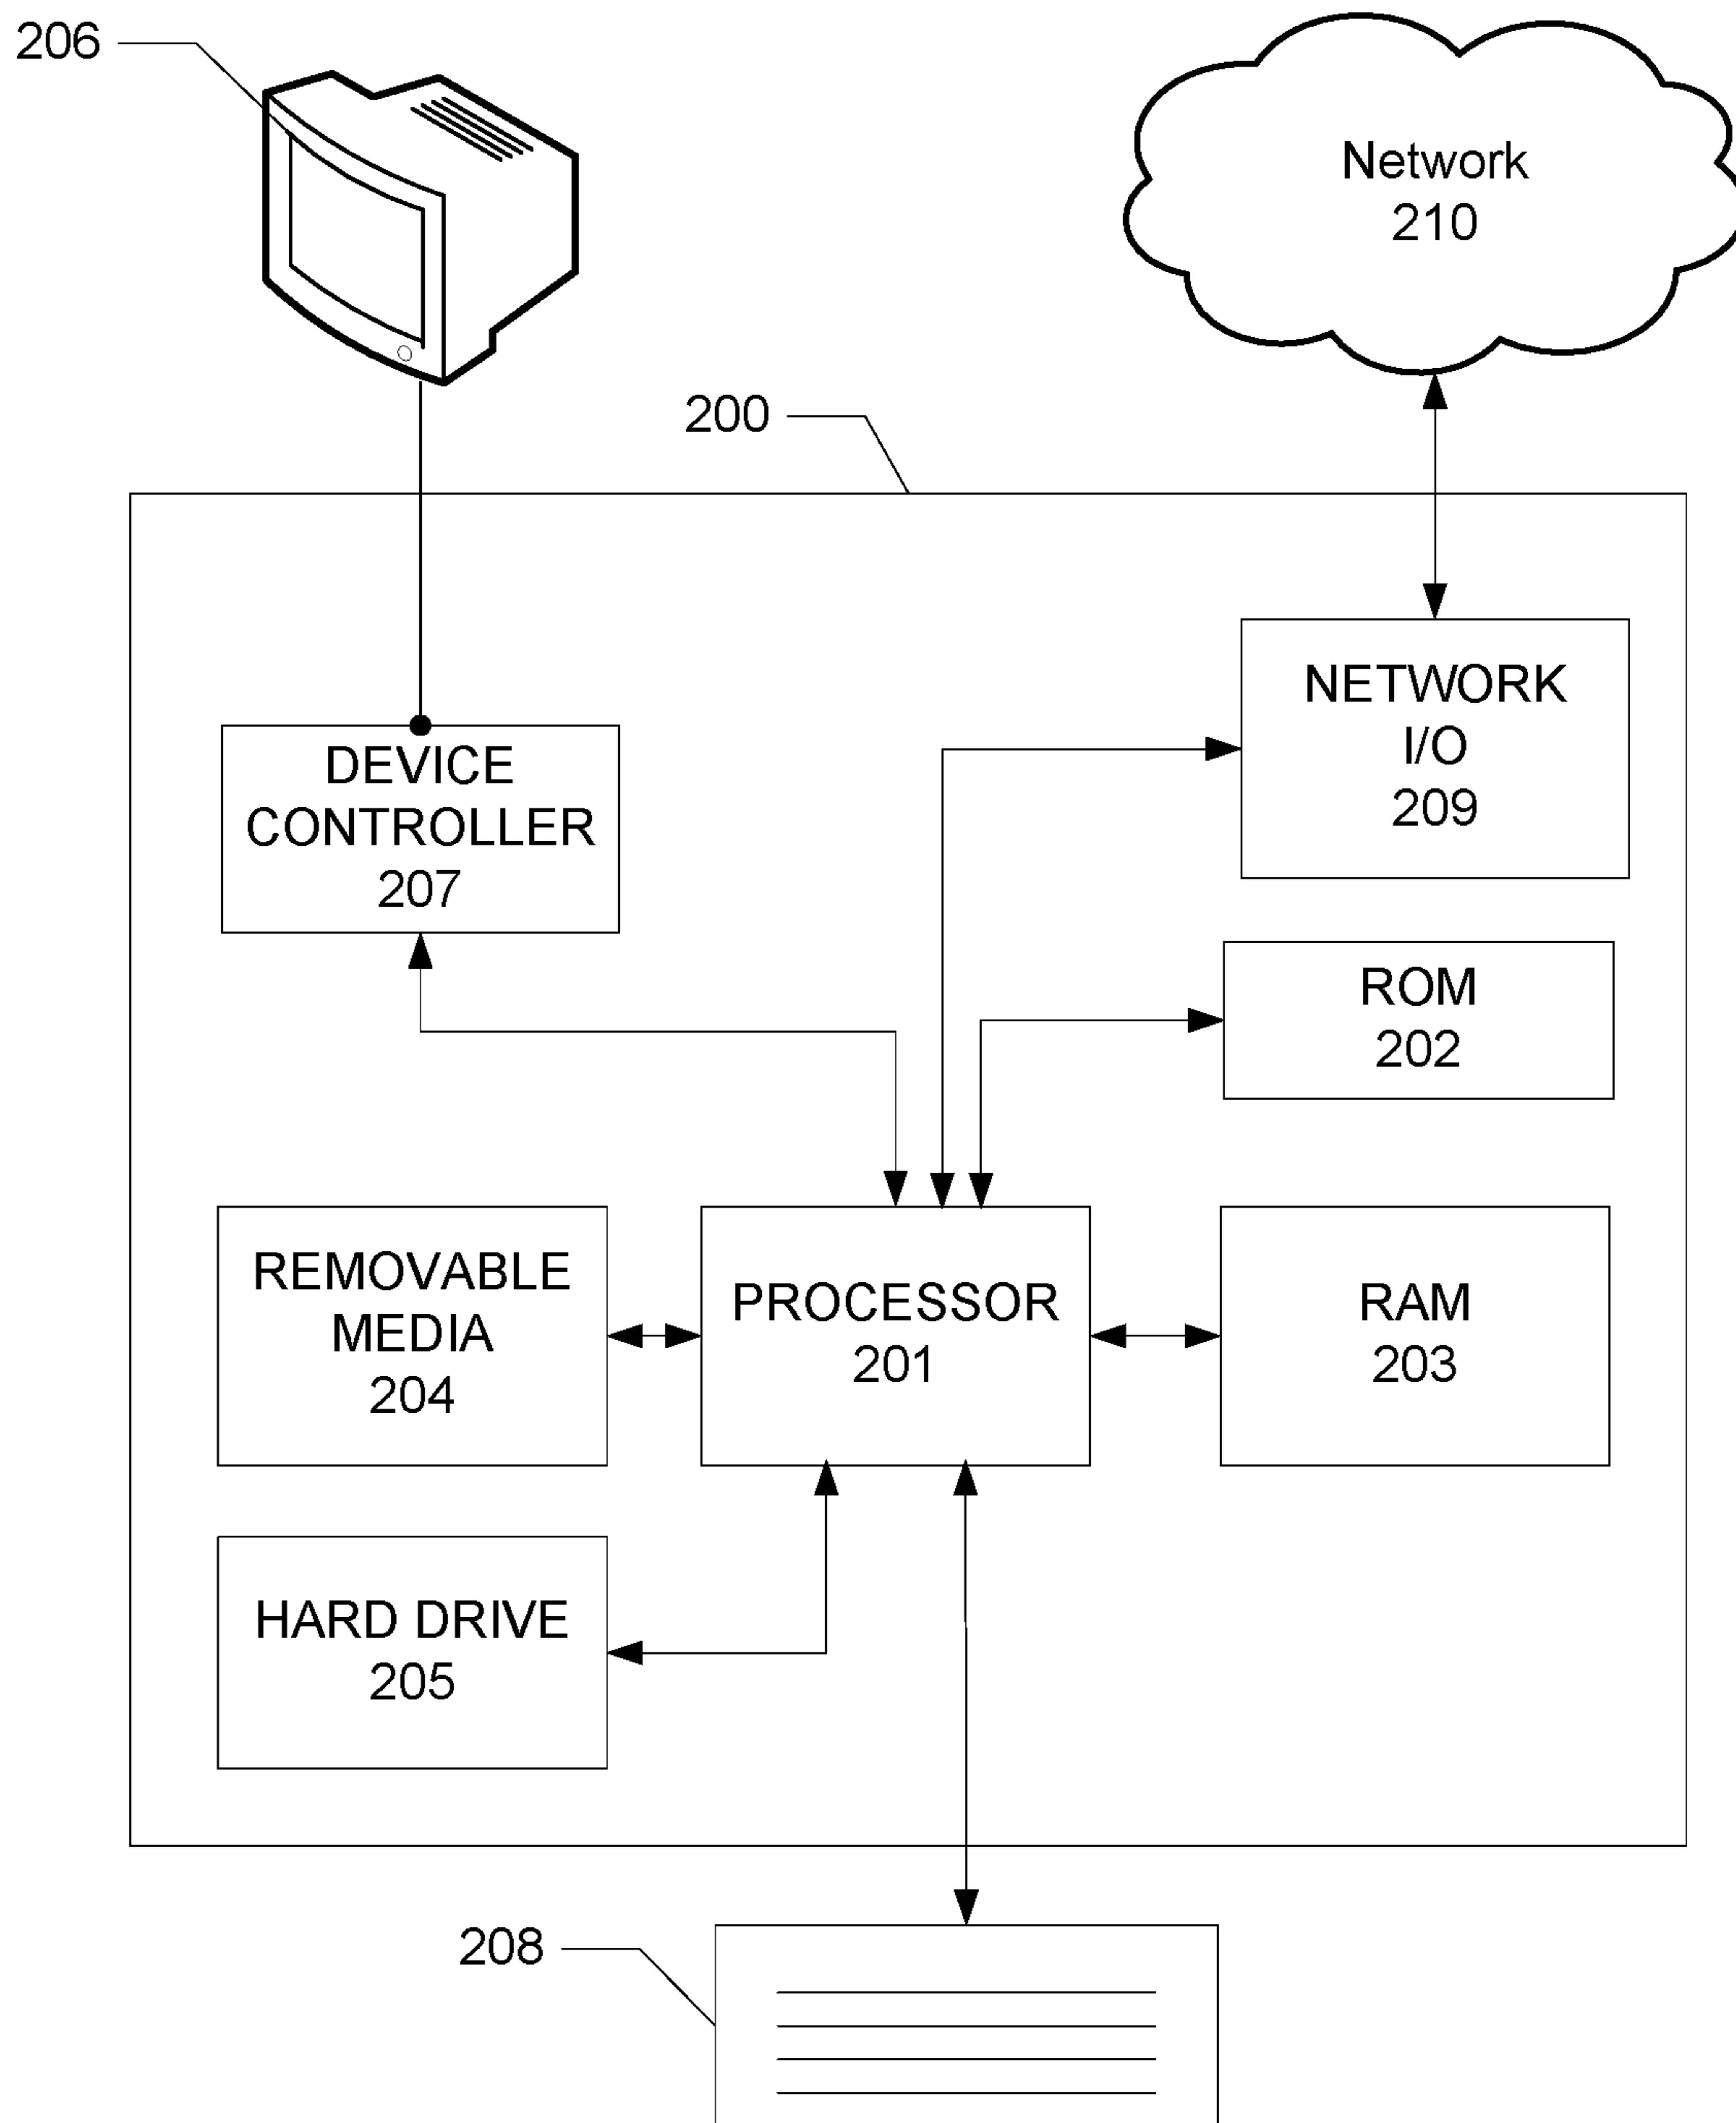 206
Network
210
200
NETWORK
I/O
209
DEVICE
CONTROLLER
207
ROM
202
REMOVABLE
MEDIA
204
PROCESSOR
201
RAM
203
HARD DRIVE
205
208